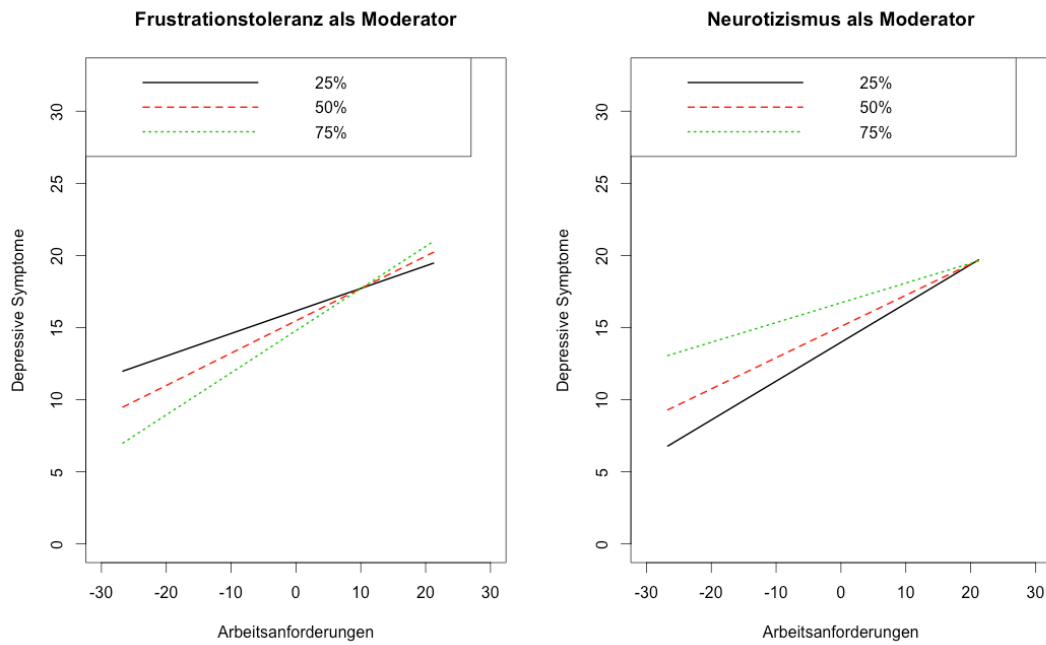 Frustrationstoleranz als Moderator
25%
50%
75%
30
25
20
15
10
5
0
Depressive Symptome
-30 -20 -10 0 10 20 30
Arbeitsanforderungen
Neurotizismus als Moderator
25%
50%
75%
30
25
20
15
10
5
0
Depressive Symptome
-30 -20 -10 0 10 20 30
Arbeitsanforderungen